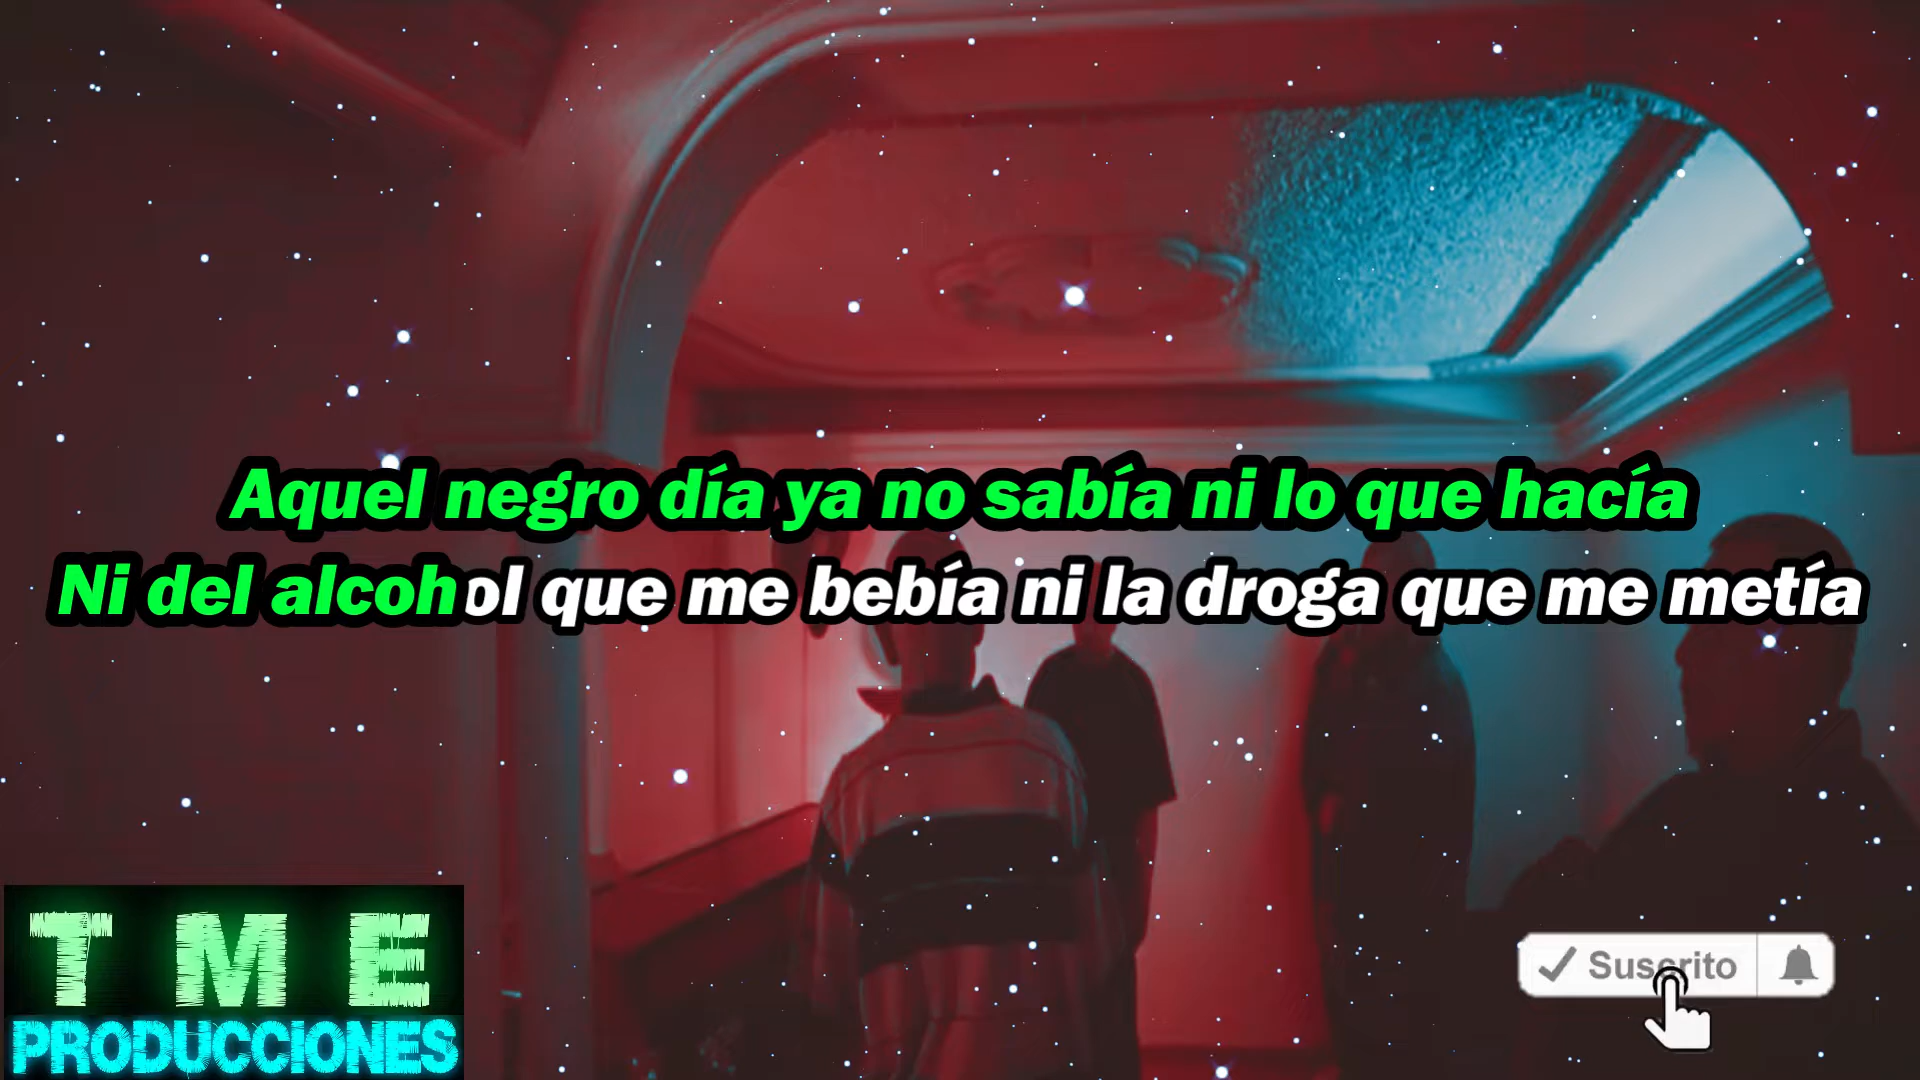 Aquel negro día ya no sabía ni lo que hacía
Ni del alcohol que me bebía ni la droga que me metía
T M E
PRODUCCIONES
Suscrito